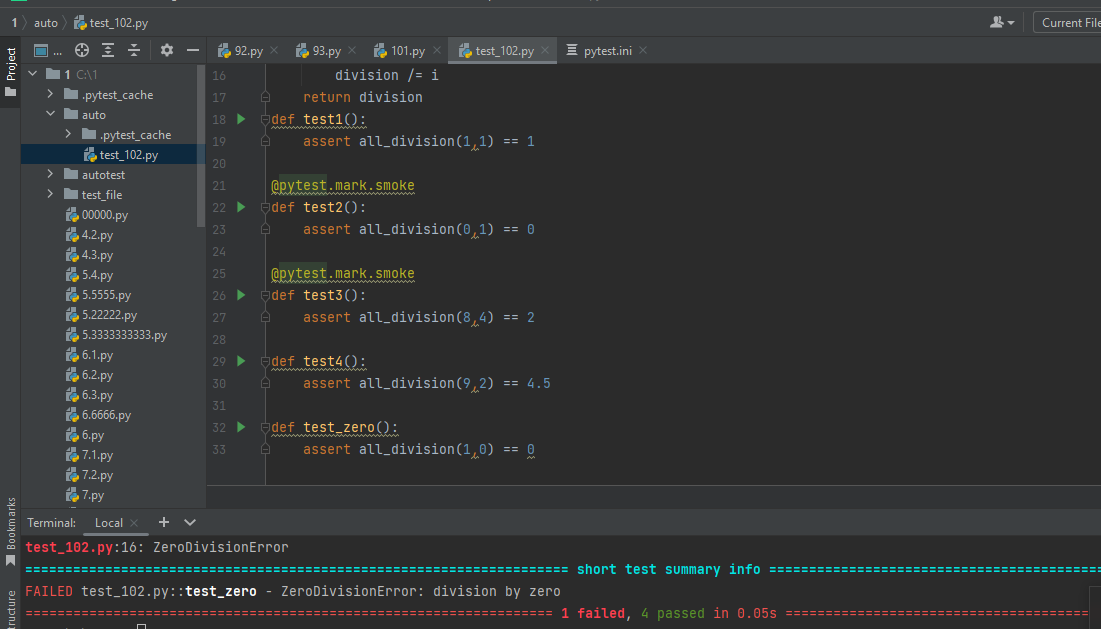 1 auto test_102.py
Current File
Project
...
92.py
93.py
101.py
test_102.py
pytest.ini
1 C:\1
.pytest_cache
auto
.pytest_cache
test_102.py
autotest
test_file
00000.py
4.2.py
4.3.py
5.4.py
5.5555.py
5.22222.py
5.3333333333.py
6.1.py
6.2.py
6.3.py
6.6666.py
6.py
7.1.py
7.2.py
7.py
16 division /= i
17 return division
18 def test1():
19 assert all_division(1,1) == 1
20
21 @pytest.mark.smoke
22 def test2():
23 assert all_division(0,1) == 0
24
25 @pytest.mark.smoke
26 def test3():
27 assert all_division(8,4) == 2
28
29 def test4():
30 assert all_division(9,2) == 4.5
31
32 def test_zero():
33 assert all_division(1,0) == 0
Bookmarks
ructure
Terminal: Local
test_102.py:16: ZeroDivisionError
==================================================================== short test summary info =========================================
FAILED test_102.py::test_zero - ZeroDivisionError: division by zero
================================================================== 1 failed, 4 passed in 0.05s ======================================